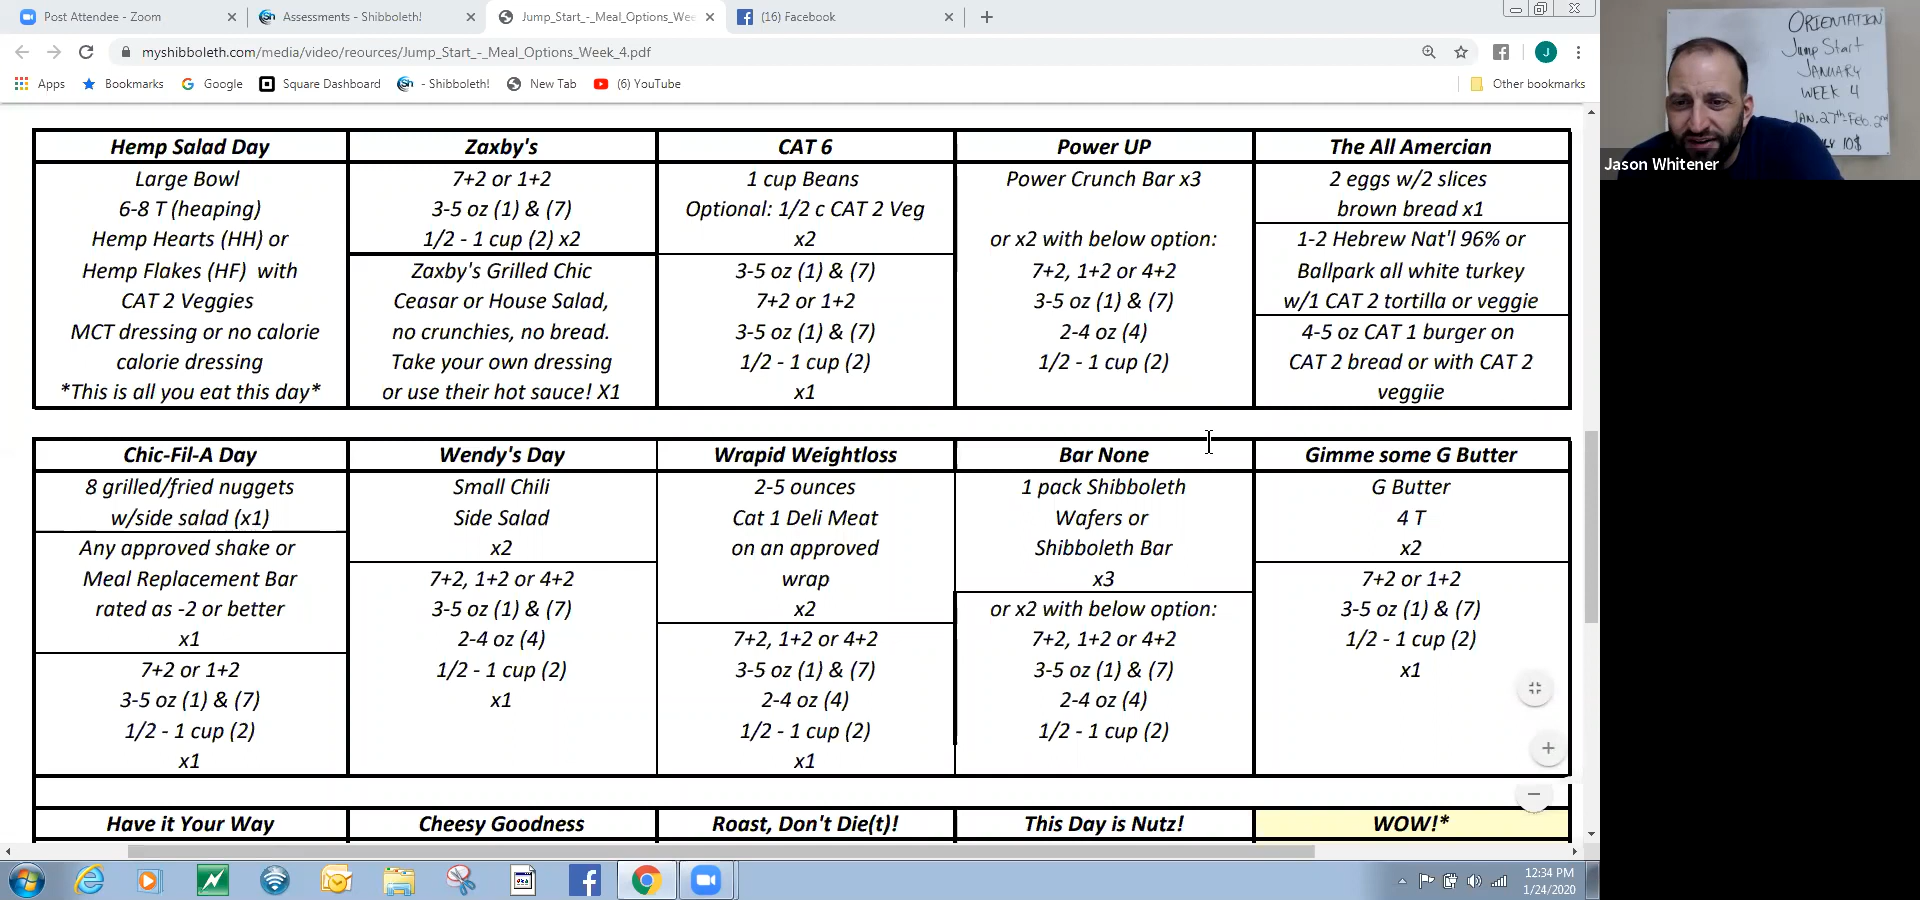 Post Attendee - Zoom
Assessments - Shibboleth!
Jump_Start_-_Meal_Options_Wee
(16) Facebook
myshibboleth.com/media/video/reources/Jump_Start_-_Meal_Options_Week_4.pdf
J
Apps
Bookmarks
Google
Square Dashboard
- Shibboleth!
New Tab
(6) YouTube
Other bookmarks
Hemp Salad Day
Large Bowl
6-8 T (heaping)
Hemp Hearts (HH) or
Hemp Flakes (HF) with
CAT 2 Veggies
MCT dressing or no calorie
calorie dressing
*This is all you eat this day*
Zaxby's
7+2 or 1+2
3-5 oz (1) & (7)
1/2 - 1 cup (2) x2
Zaxby's Grilled Chic
Ceasar or House Salad,
no crunchies, no bread.
Take your own dressing
or use their hot sauce! X1
CAT 6
1 cup Beans
Optional: 1/2 c CAT 2 Veg
x2
3-5 oz (1) & (7)
7+2 or 1+2
3-5 oz (1) & (7)
1/2 - 1 cup (2)
x1
Power UP
Power Crunch Bar x3
or x2 with below option:
7+2, 1+2 or 4+2
3-5 oz (1) & (7)
2-4 oz (4)
1/2 - 1 cup (2)
The All Amercian
2 eggs w/2 slices
brown bread x1
1-2 Hebrew Nat'l 96% or
Ballpark all white turkey
w/1 CAT 2 tortilla or veggie
4-5 oz CAT 1 burger on
CAT 2 bread or with CAT 2
veggiie
Chic-Fil-A Day
8 grilled/fried nuggets
w/side salad (x1)
Any approved shake or
Meal Replacement Bar
rated as -2 or better
x1
7+2 or 1+2
3-5 oz (1) & (7)
1/2 - 1 cup (2)
x1
Wendy's Day
Small Chili
Side Salad
x2
7+2, 1+2 or 4+2
3-5 oz (1) & (7)
2-4 oz (4)
1/2 - 1 cup (2)
x1
Wrapid Weightloss
2-5 ounces
Cat 1 Deli Meat
on an approved
wrap
x2
7+2, 1+2 or 4+2
3-5 oz (1) & (7)
2-4 oz (4)
1/2 - 1 cup (2)
x1
Bar None
1 pack Shibboleth
Wafers or
Shibboleth Bar
x3
or x2 with below option:
7+2, 1+2 or 4+2
3-5 oz (1) & (7)
2-4 oz (4)
1/2 - 1 cup (2)
Gimme some G Butter
G Butter
4 T
x2
7+2 or 1+2
3-5 oz (1) & (7)
1/2 - 1 cup (2)
x1
Have it Your Way
Cheesy Goodness
Roast, Don't Die(t)!
This Day is Nutz!
WOW!*
ORIENTATION
Jump Start
JANUARY
WEEK 4
JAN. 27th-Feb. 2nd
10$
Jason Whitener
12:34 PM
1/24/2020